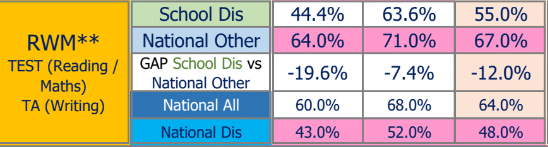 RWM**
TEST (Reading /
Maths)
TA (Writing)
School Dis 44.4% 63.6% 55.0%
National Other 64.0% 71.0% 67.0%
GAP School Dis vs
National Other -19.6% -7.4% -12.0%
National All 60.0% 68.0% 64.0%
National Dis 43.0% 52.0% 48.0%